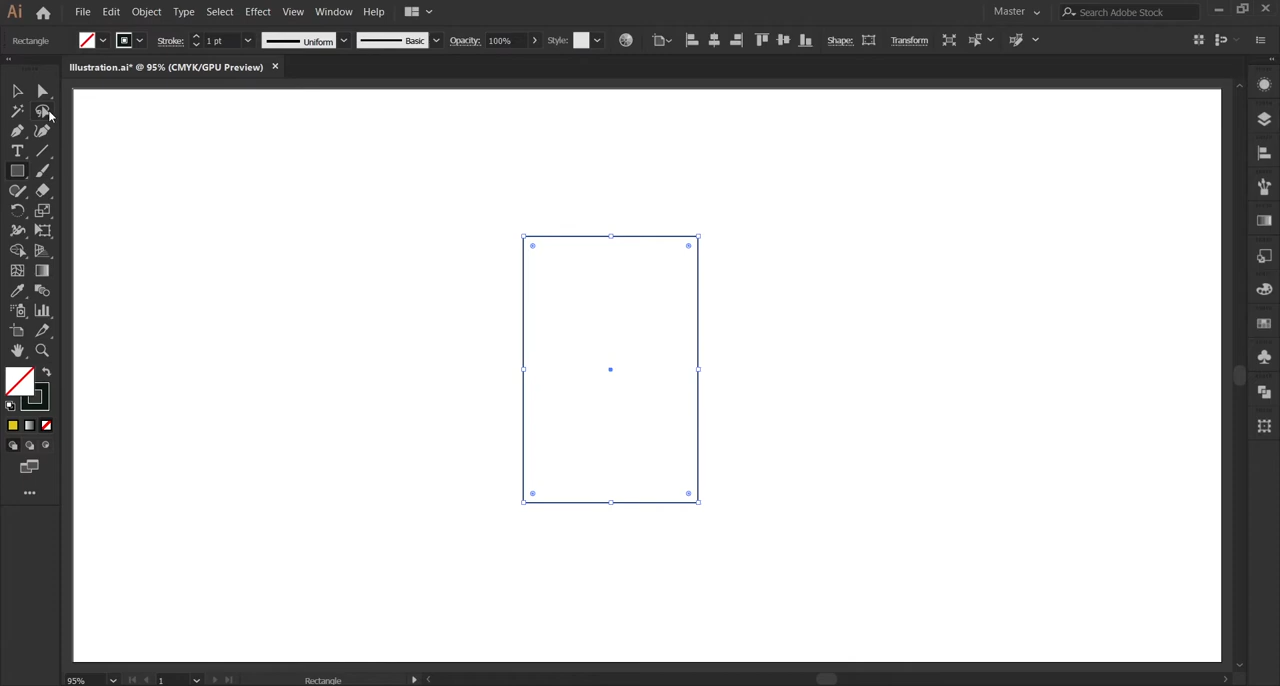 Ai File Edit Object Type Select Effect View Window Help Master Search Adobe Stock
Rectangle Stroke: 1 pt Uniform Basic Opacity: 100% Style: Shape: Transform
Illustration.ai* @ 95% (CMYK/GPU Preview)
T
95% 1 Rectangle